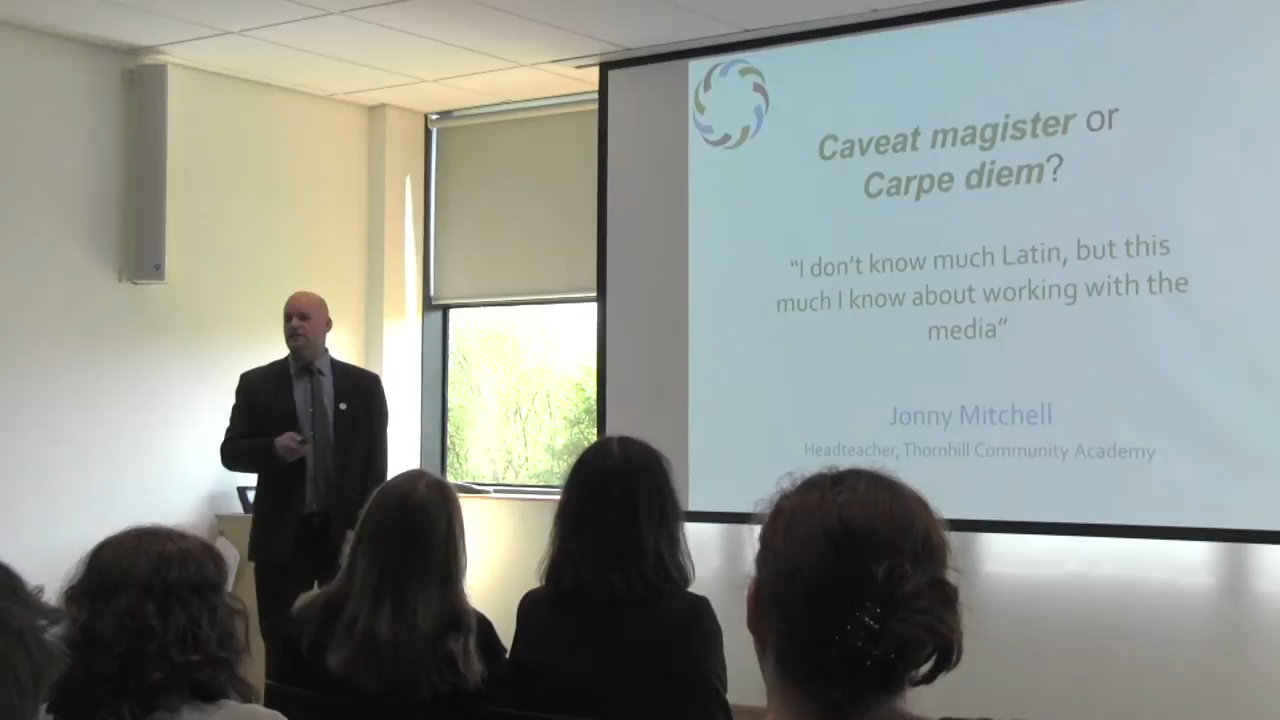 Caveat magister or
Carpe diem?
“I don’t know much Latin, but this
much I know about working with the
media”
Jonny Mitchell
Headteacher, Thornhill Community Academy